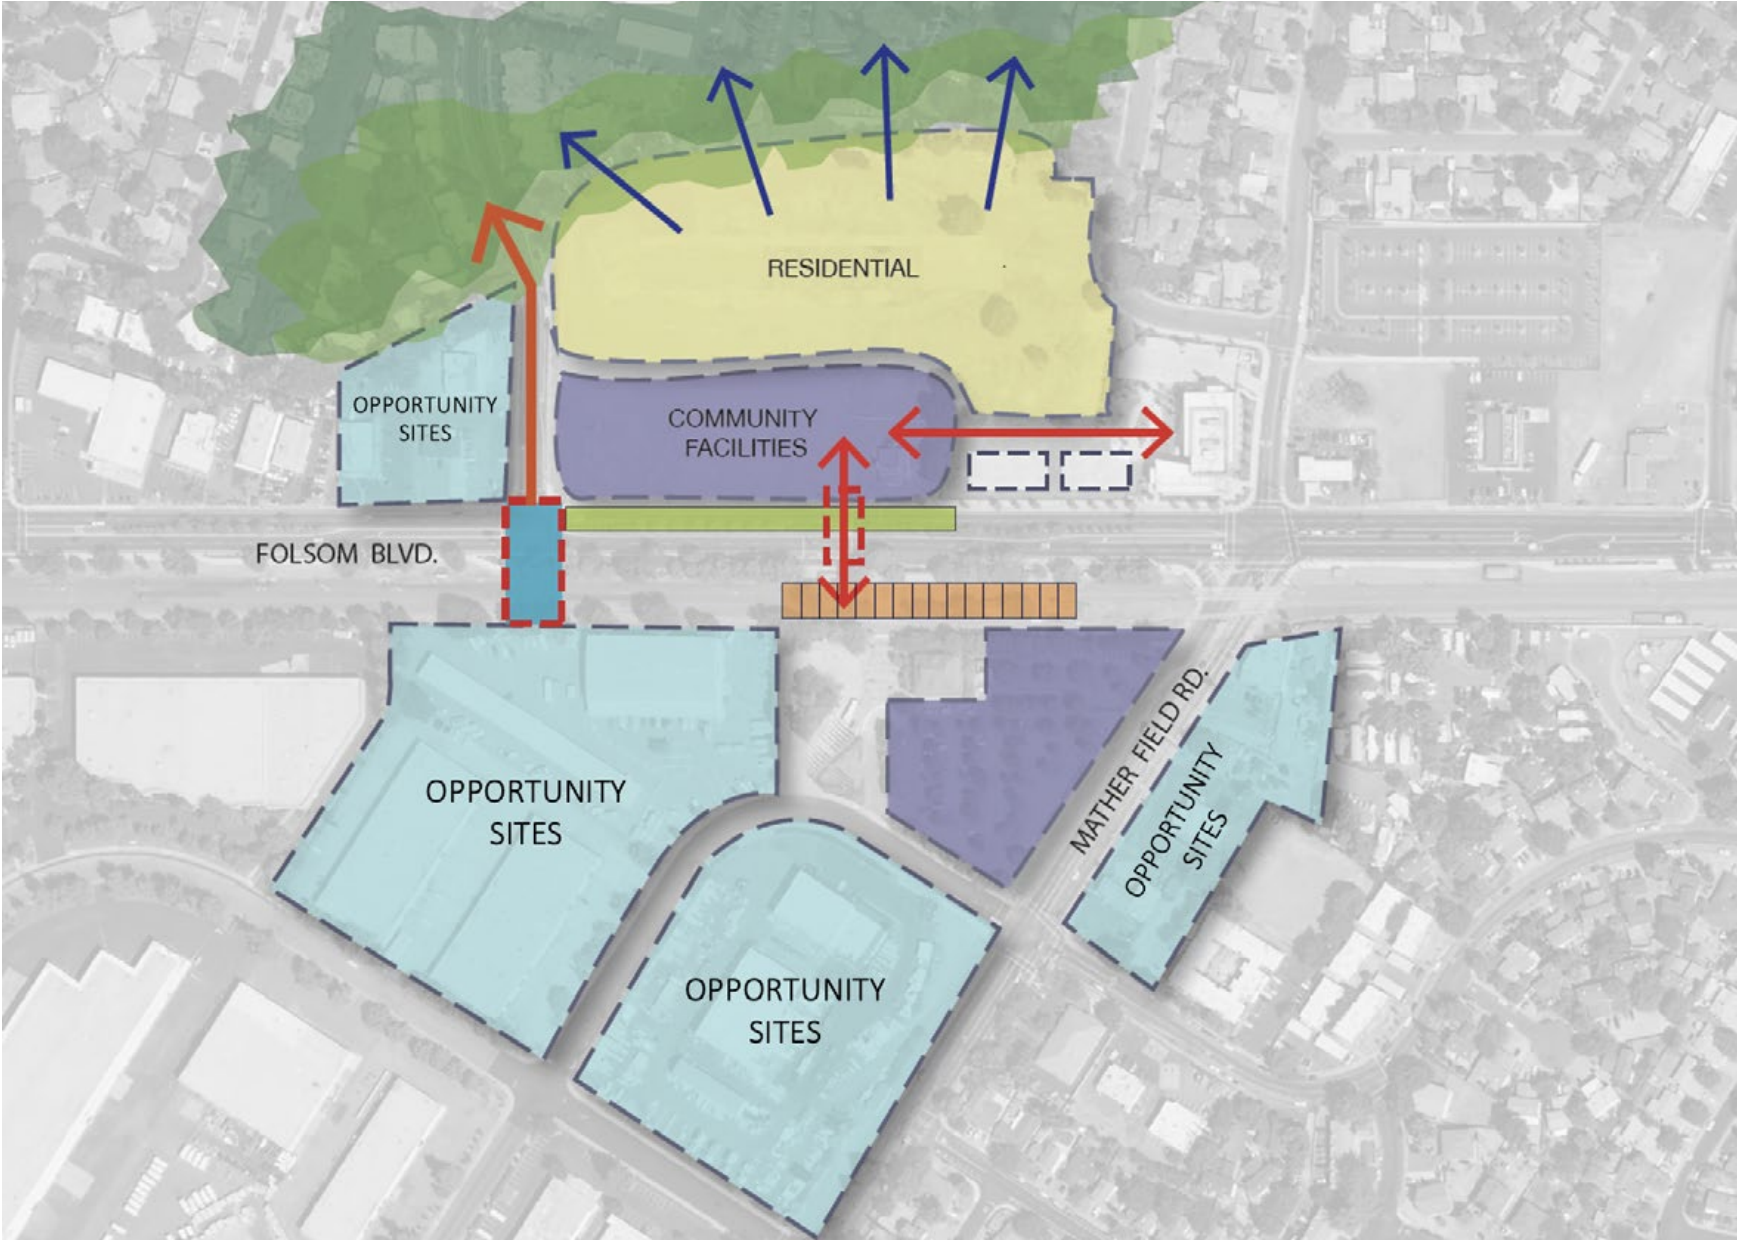 RESIDENTIAL
OPPORTUNITY
SITES
COMMUNITY
FACILITIES
FOLSOM BLVD.
MATHER FIELD RD.
OPPORTUNITY
SITES
OPPORTUNITY
SITES
OPPORTUNITY
SITES